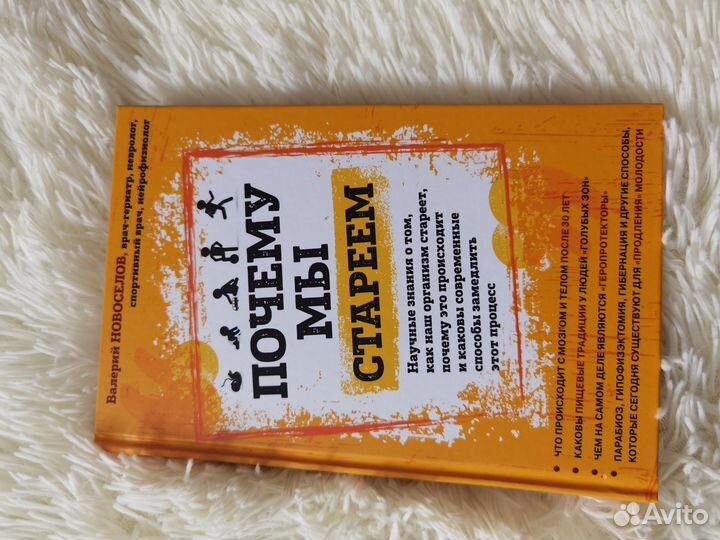 Валерий НОВОСЕЛОВ, врач-гериатр, невролог,
спортивный врач, нейрофизиолог
ПОЧЕМУ
МЫ
СТАРЕЕМ
Научные знания о том,
как наш организм стареет,
почему это происходит
и каковы современные
способы замедлить
этот процесс
• ЧТО ПРОИСХОДИТ С МОЗГОМ И ТЕЛОМ ПОСЛЕ 30 ЛЕТ
• КАКОВЫ ПИЩЕВЫЕ ТРАДИЦИИ У ЛЮДЕЙ «ГОЛУБЫХ ЗОН»
• ЧЕМ НА САМОМ ДЕЛЕ ЯВЛЯЮТСЯ «ГЕРОПРОТЕКТОРЫ»
• ПАРАБИОЗ, ГИПОФИЗЭКТОМИЯ, ГИБЕРНАЦИЯ И ДРУГИЕ СПОСОБЫ,
КОТОРЫЕ СЕГОДНЯ СУЩЕСТВУЮТ ДЛЯ «ПРОДЛЕНИЯ» МОЛОДОСТИ
Avito